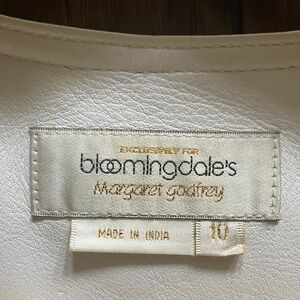 EXCLUSIVELY FOR
bloomingdale's
Margaret godfrey
MADE IN INDIA
10